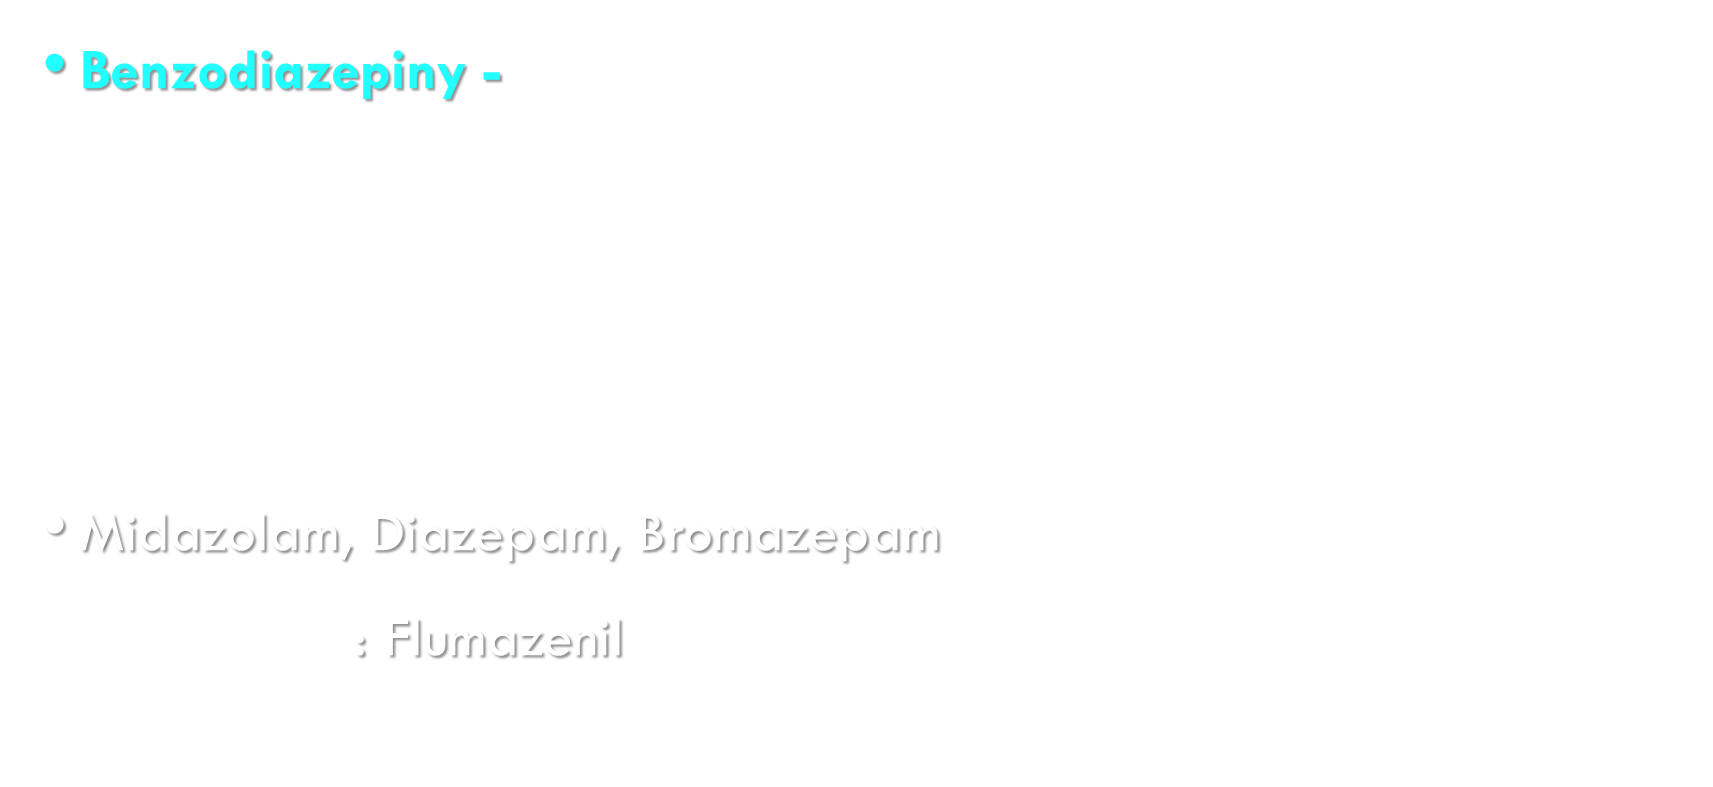 • Benzodiazepiny -
• Midazolam, Diazepam, Bromazepam
: Flumazenil